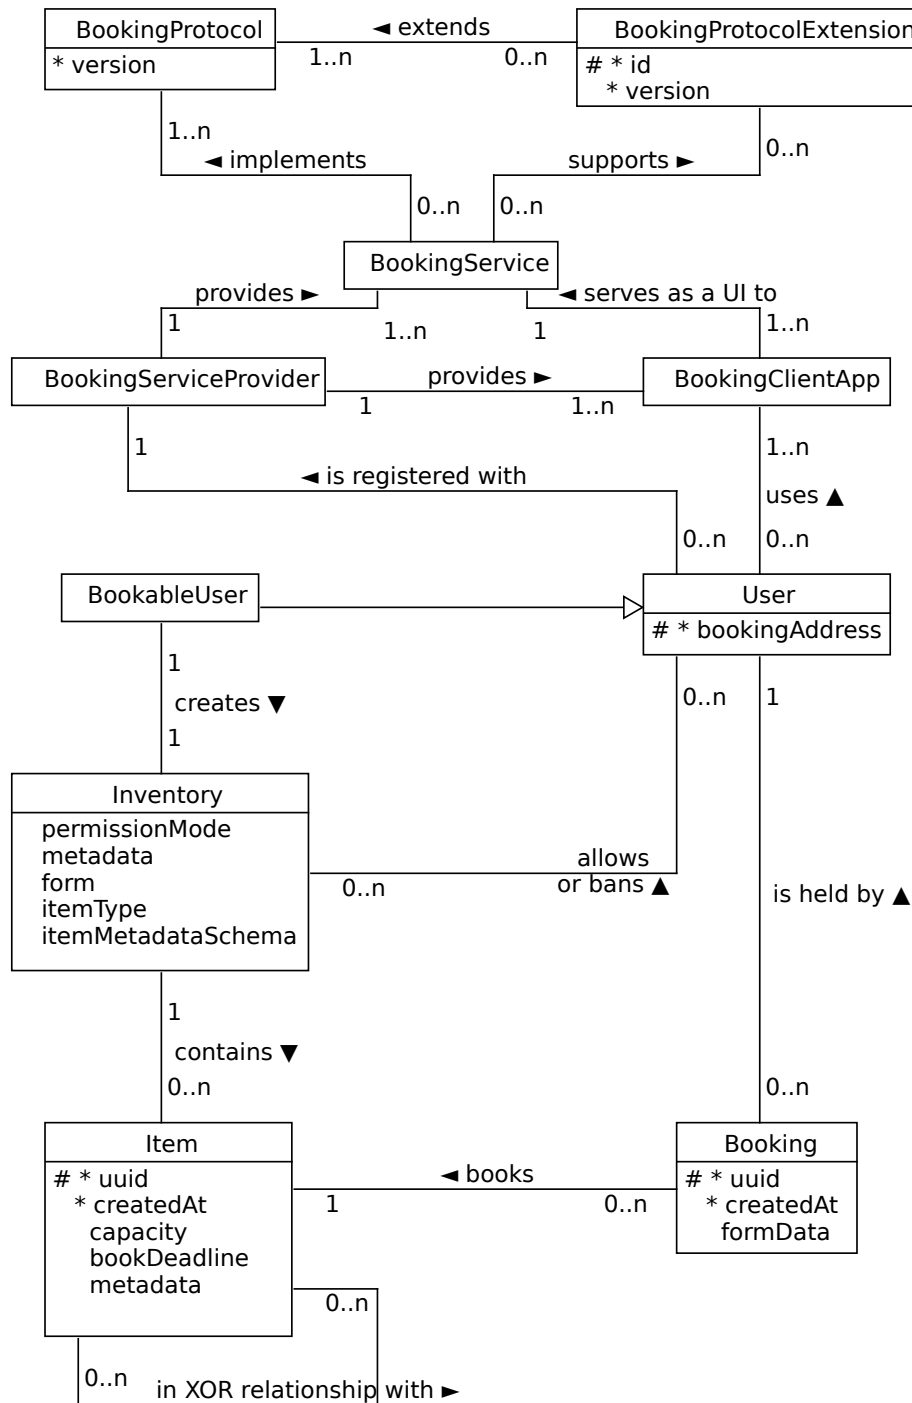 BookingProtocol
* version
◄ extends
1..n
0..n
BookingProtocolExtension
# * id
* version
1..n
◄ implements
0..n
supports ►
0..n
0..n
BookingService
provides ►
1
1..n
◄ serves as a UI to
1
1..n
BookingServiceProvider
provides ►
1
1..n
BookingClientApp
1
◄ is registered with
0..n
1..n
uses ▲
0..n
BookableUser
User
# * bookingAddress
1
creates ▼
1
0..n
1
Inventory
permissionMode
metadata
form
itemType
itemMetadataSchema
0..n
allows
or bans ▲
is held by ▲
1
contains ▼
0..n
0..n
Item
# * uuid
* createdAt
capacity
bookDeadline
metadata
◄ books
1
0..n
Booking
# * uuid
* createdAt
formData
0..n
0..n
in XOR relationship with ►